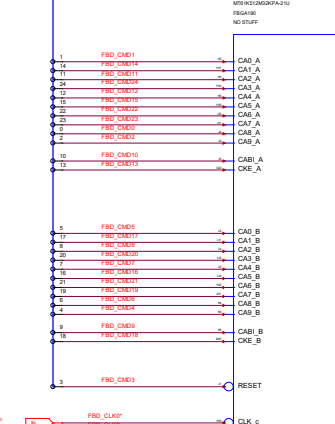 MT61K512M32KPA-21U
FBGA180
NO STUFF
1 FBD_CMD1 CA0_A
14 FBD_CMD14 CA1_A
11 FBD_CMD11 CA2_A
24 FBD_CMD24 CA3_A
12 FBD_CMD12 CA4_A
15 FBD_CMD15 CA5_A
22 FBD_CMD22 CA6_A
23 FBD_CMD23 CA7_A
0 FBD_CMD0 CA8_A
2 FBD_CMD2 CA9_A
10 FBD_CMD10 CABI_A
13 FBD_CMD13 CKE_A
5 FBD_CMD5 CA0_B
17 FBD_CMD17 CA1_B
8 FBD_CMD8 CA2_B
20 FBD_CMD20 CA3_B
7 FBD_CMD7 CA4_B
16 FBD_CMD16 CA5_B
21 FBD_CMD21 CA6_B
19 FBD_CMD19 CA7_B
6 FBD_CMD6 CA8_B
4 FBD_CMD4 CA9_B
9 FBD_CMD9 CABI_B
18 FBD_CMD18 CKE_B
3 FBD_CMD3 RESET
FBD_CLK0* CLK_c